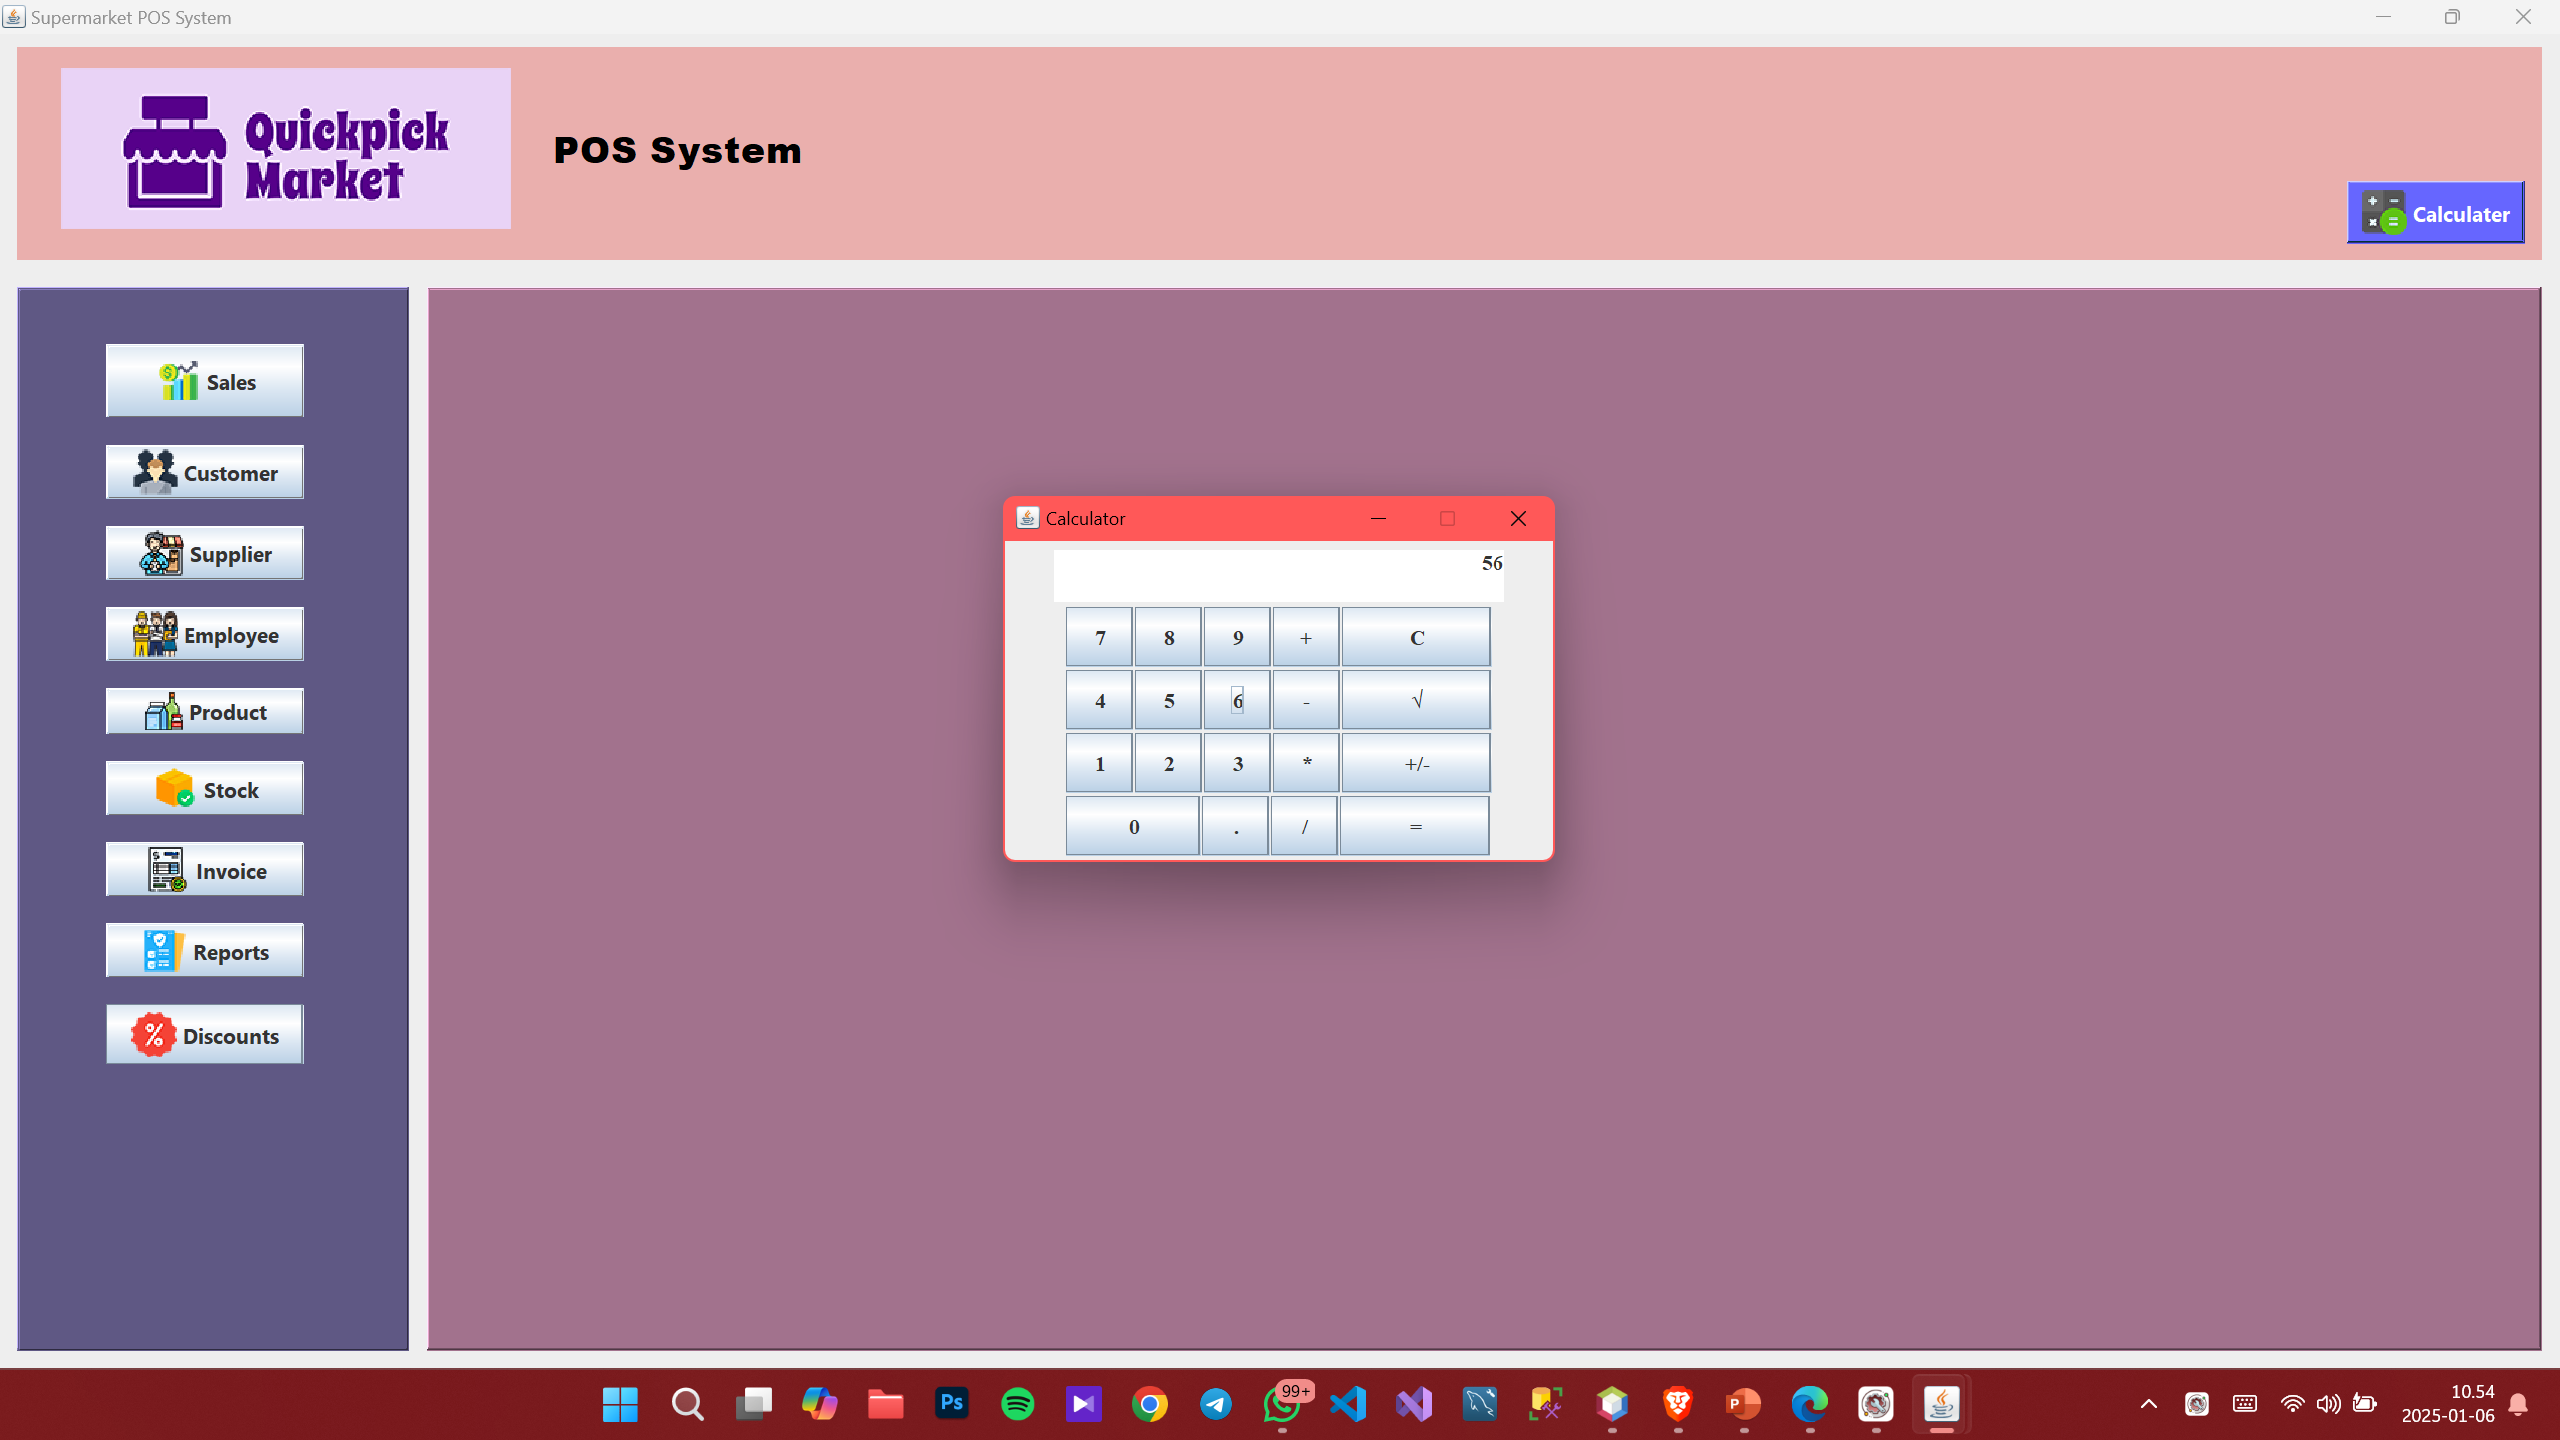 Supermarket POS System
Quickpick
Market
POS System
Calculater
Sales
Customer
Supplier
Employee
Product
Stock
Invoice
Reports
Discounts
Calculator
56
7 8 9 + C
4 5 6 - √
1 2 3 * +/-
0 . / =
Ps
99+
P
10.54
2025-01-06